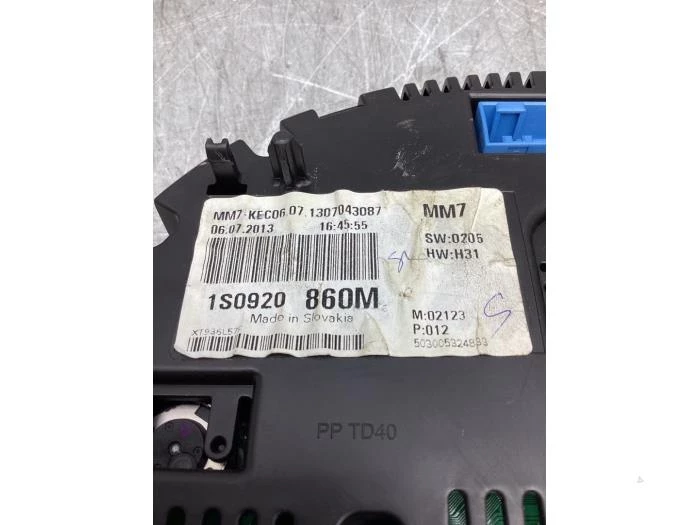 MM7-KEC06.07.1307043087
06.07.2013 16:45:55
1S0920 860M
Made in Slovakia
MM7
SW:0205
HW:H31
M:02123
P:012
503005324833
PP TD40